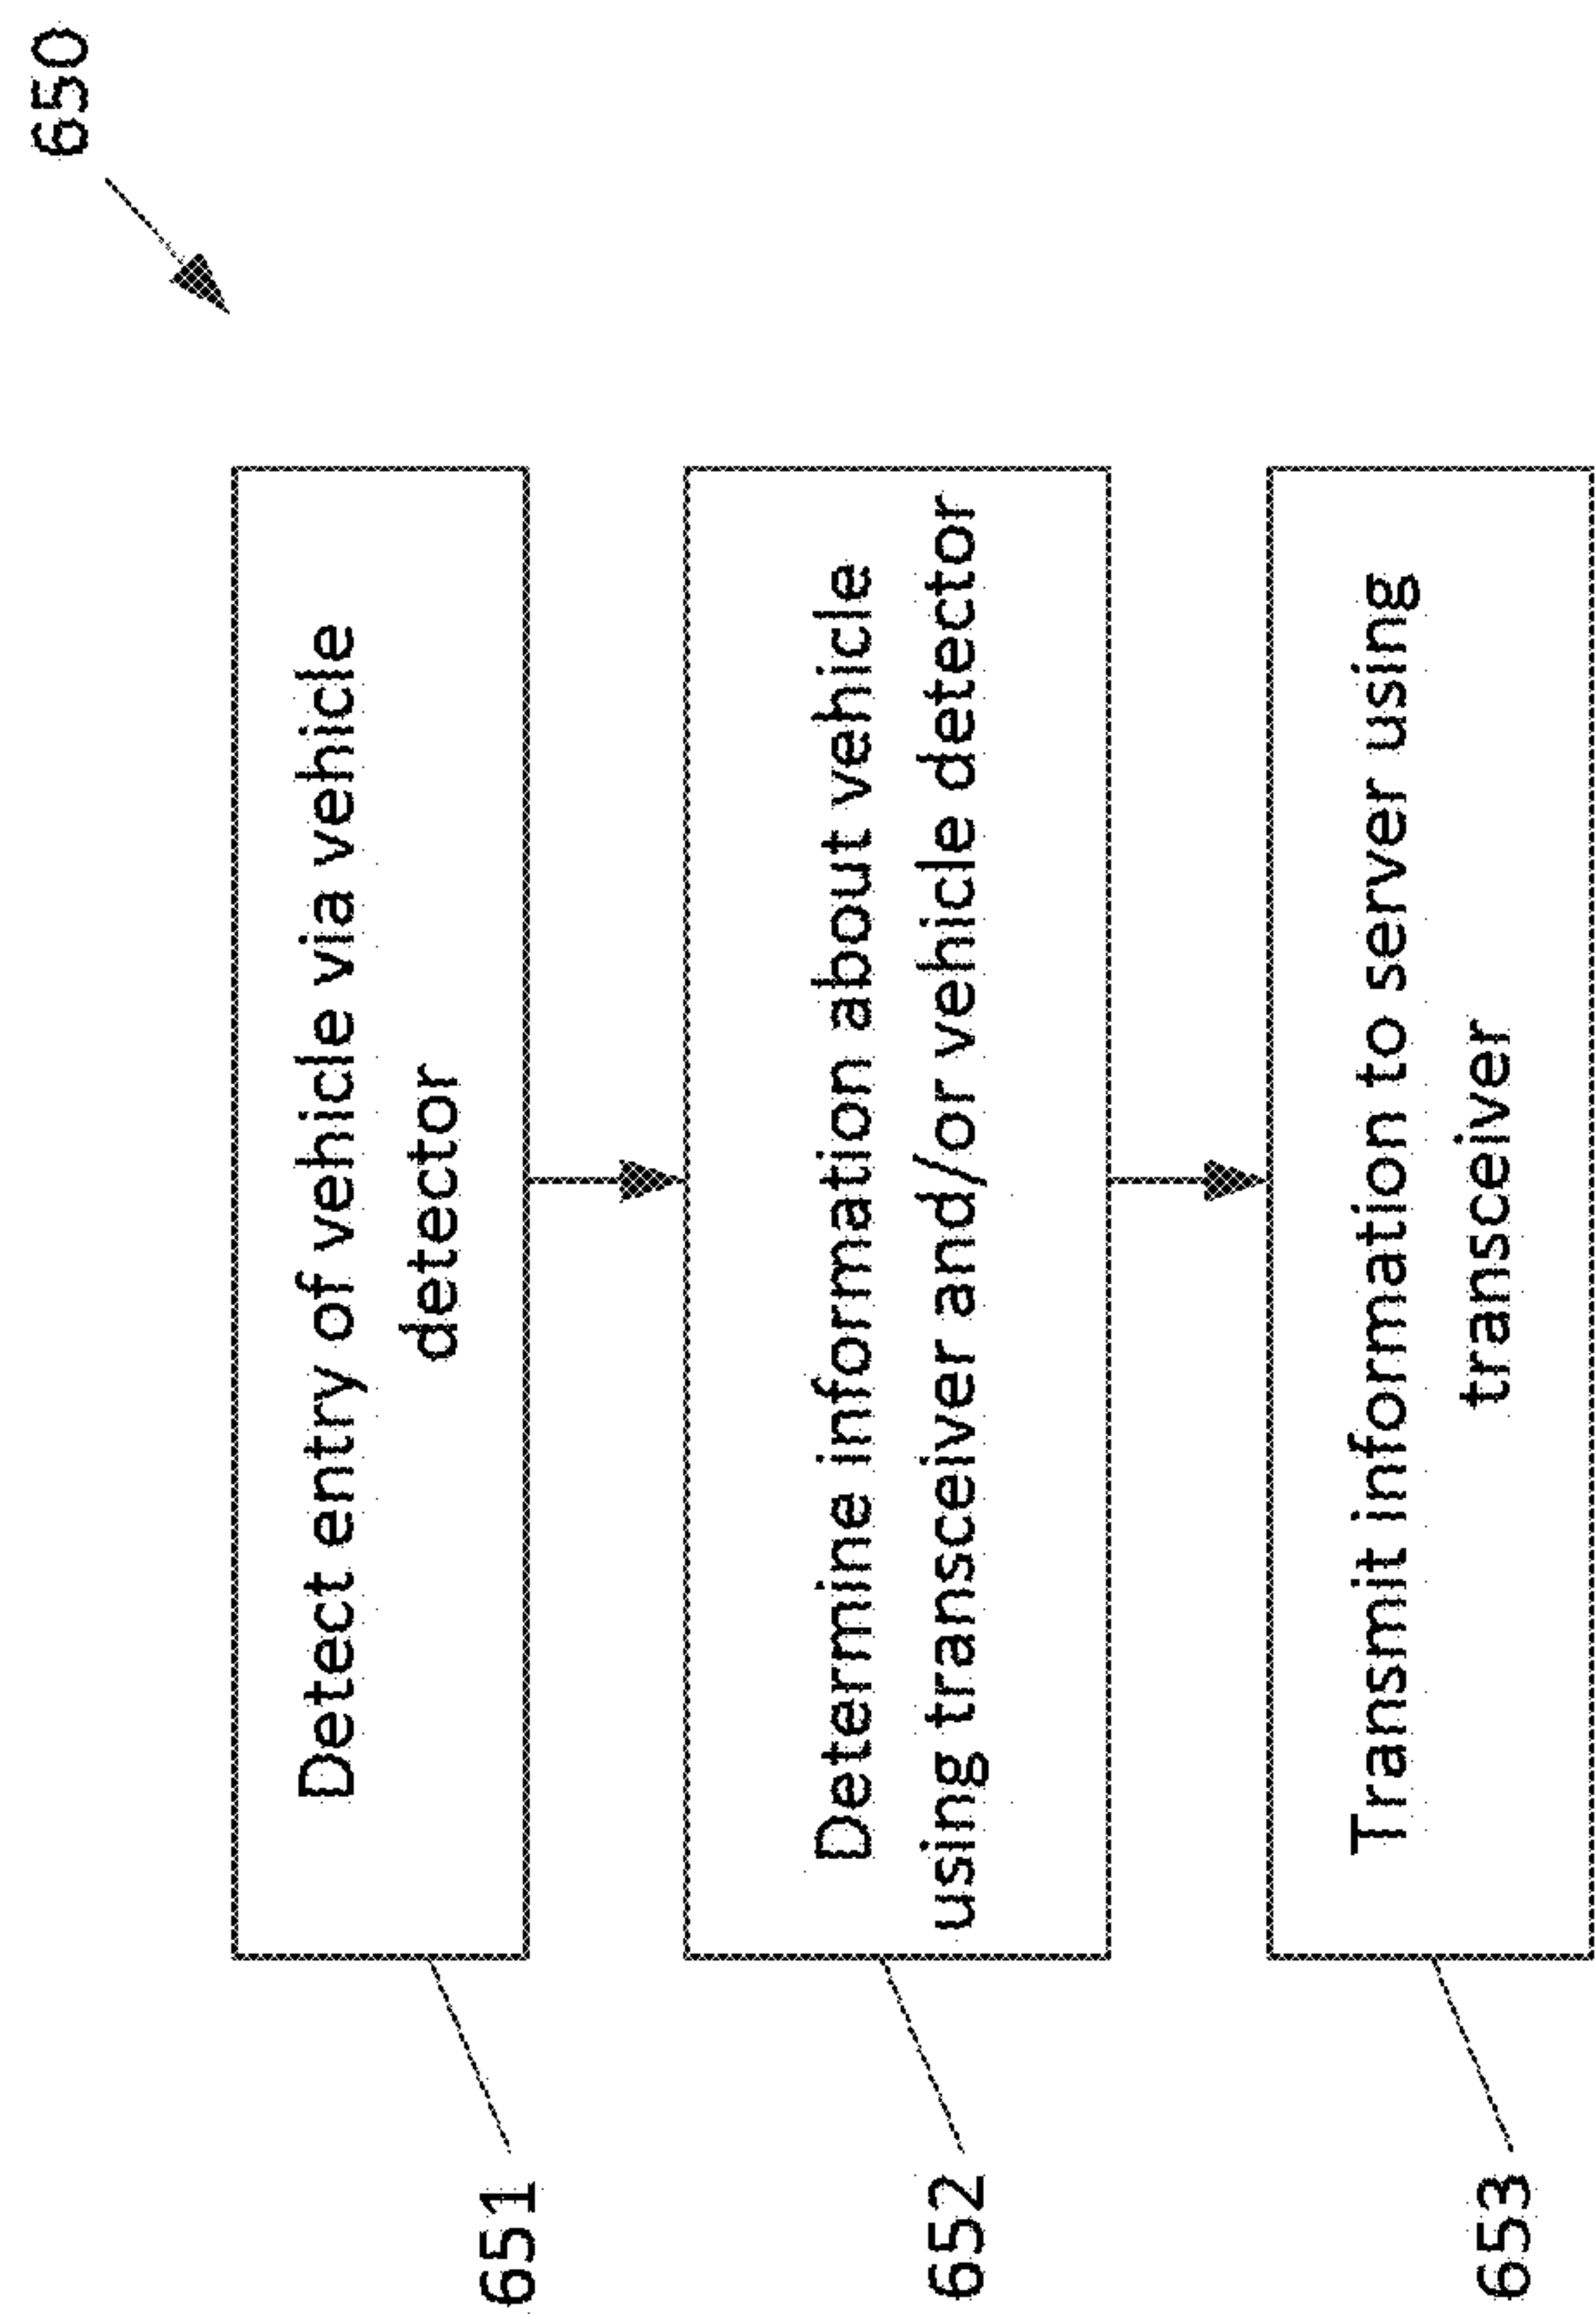 650
651
Detect entry of vehicle via vehicle
detector
652
Determine information about vehicle
using transceiver and/or vehicle detector
653
Transmit information to server using
transceiver